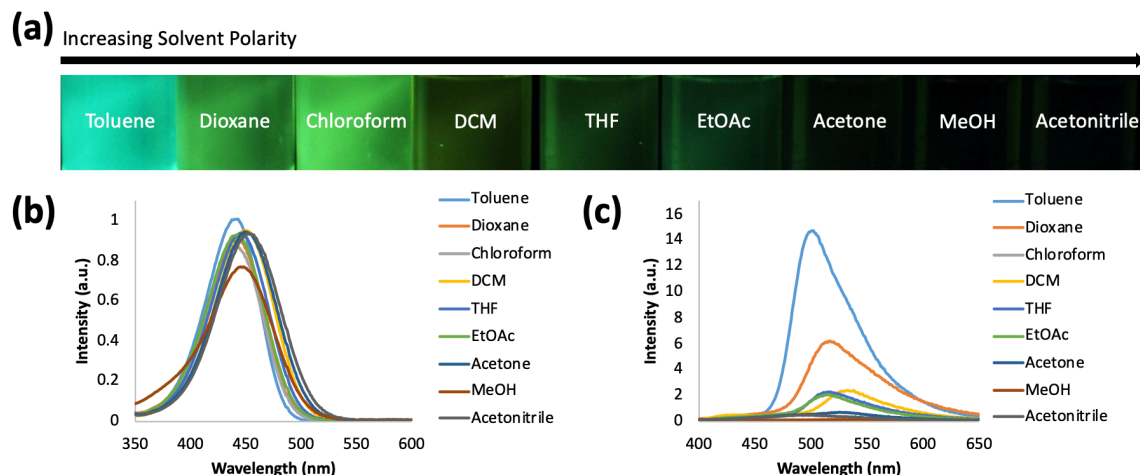 (a) Increasing Solvent Polarity
Toluene Dioxane Chloroform DCM THF EtOAc Acetone MeOH Acetonitrile
(b)
Intensity (a.u.)
1
0.8
0.6
0.4
0.2
0
350 400 450 500 550 600
Wavelength (nm)
Toluene
Dioxane
Chloroform
DCM
THF
EtOAc
Acetone
MeOH
Acetonitrile
(c)
Intensity (a.u.)
16
14
12
10
8
6
4
2
0
400 450 500 550 600 650
Wavelength (nm)
Toluene
Dioxane
Chloroform
DCM
THF
EtOAc
Acetone
MeOH
Acetonitrile